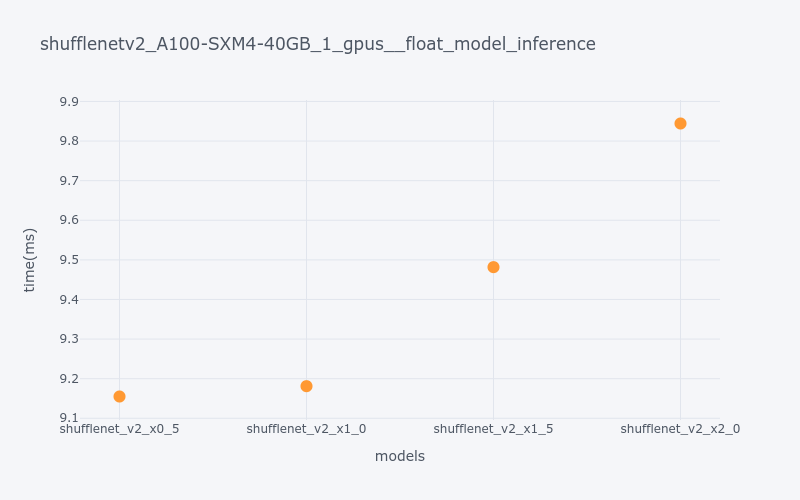 shufflenetv2_A100-SXM4-40GB_1_gpus__float_model_inference
9.9
9.8
9.7
9.6
9.5
9.4
9.3
9.2
9.1
time(ms)
shufflenet_v2_x0_5 shufflenet_v2_x1_0 shufflenet_v2_x1_5 shufflenet_v2_x2_0
models